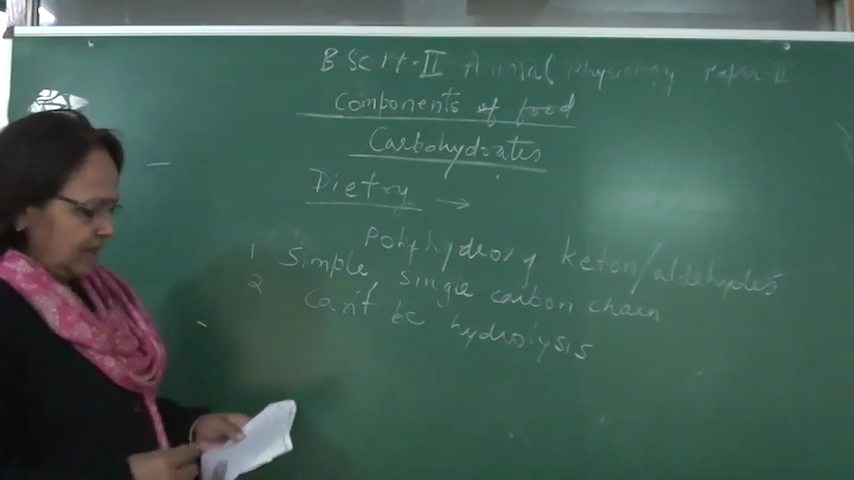 B Sc Pt-II Animal Physiology Paper-II
Components of food
Carbohydrates
Dietry →
Polyhydroxy keton/aldehydes
1 Simple, single carbon chain
2 Can't be hydrolysis